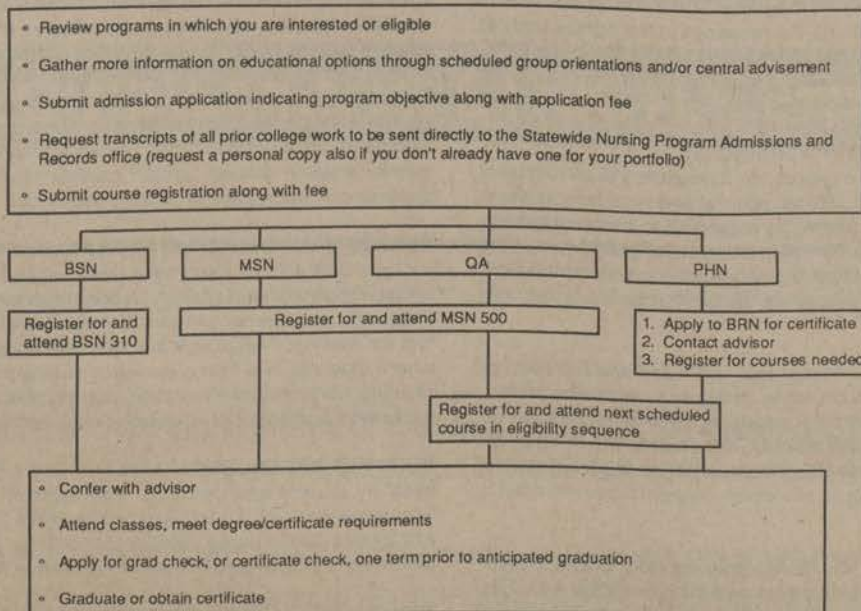 • Review programs in which you are interested or eligible
• Gather more information on educational options through scheduled group orientations and/or central advisement
• Submit admission application indicating program objective along with application fee
• Request transcripts of all prior college work to be sent directly to the Statewide Nursing Program Admissions and
Records office (request a personal copy also if you don't already have one for your portfolio)
• Submit course registration along with fee
BSN
MSN
QA
PHN
Register for and
attend BSN 310
Register for and attend MSN 500
1. Apply to BRN for certificate
2. Contact advisor
3. Register for courses needed
Register for and attend next scheduled
course in eligibility sequence
• Confer with advisor
• Attend classes, meet degree/certificate requirements
• Apply for grad check, or certificate check, one term prior to anticipated graduation
• Graduate or obtain certificate